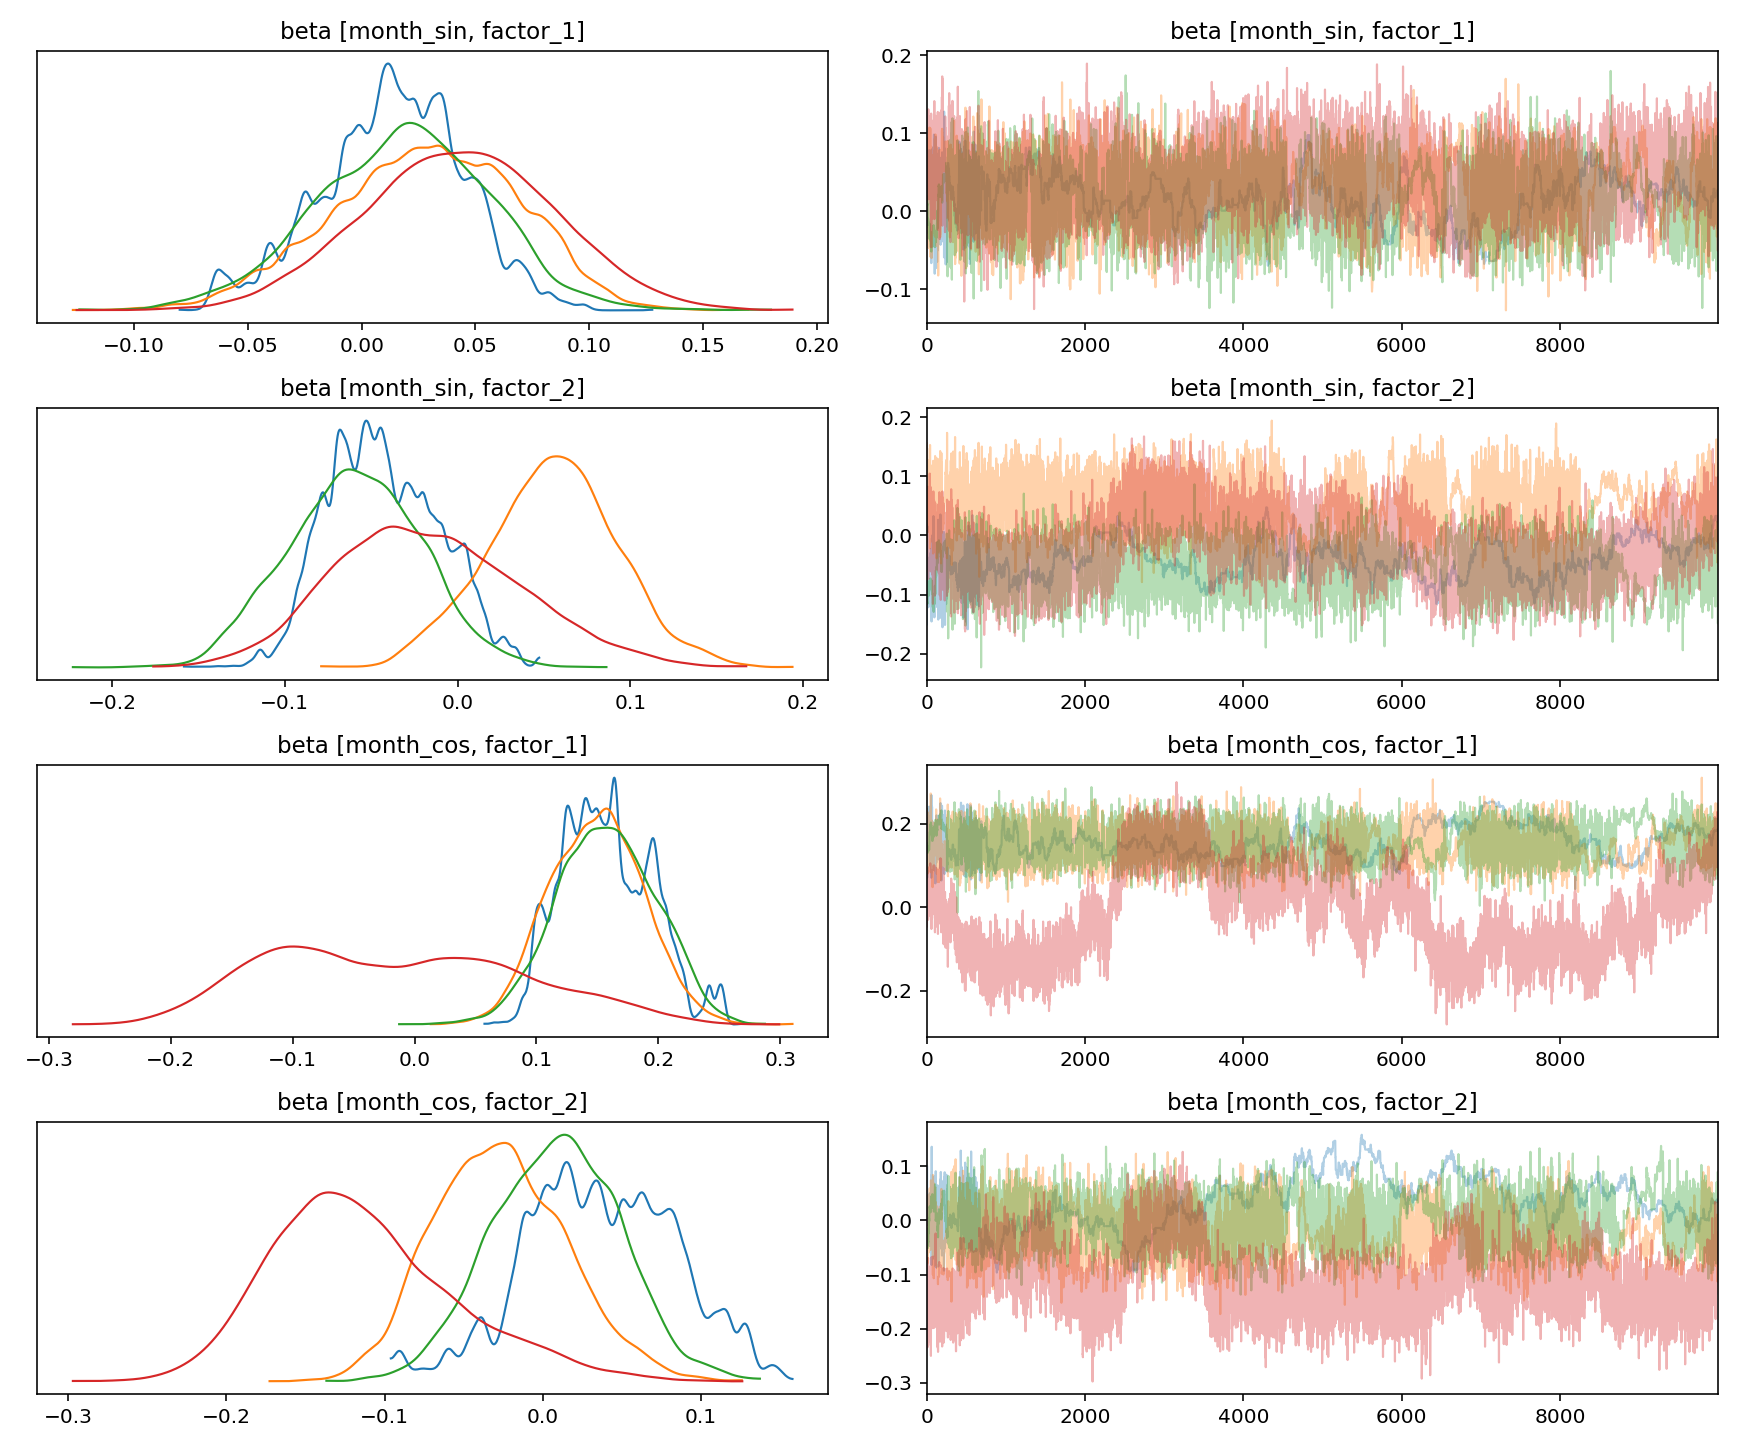 beta [month_sin, factor_1]
beta [month_sin, factor_1]
0.2
0.1
0.0
−0.1
−0.10 −0.05 0.00 0.05 0.10 0.15 0.20
0 2000 4000 6000 8000
beta [month_sin, factor_2]
beta [month_sin, factor_2]
0.2
0.1
0.0
−0.1
−0.2
−0.2 −0.1 0.0 0.1 0.2
0 2000 4000 6000 8000
beta [month_cos, factor_1]
beta [month_cos, factor_1]
0.2
0.0
−0.2
−0.3 −0.2 −0.1 0.0 0.1 0.2 0.3
0 2000 4000 6000 8000
beta [month_cos, factor_2]
beta [month_cos, factor_2]
0.1
0.0
−0.1
−0.2
−0.3
−0.3 −0.2 −0.1 0.0 0.1
0 2000 4000 6000 8000